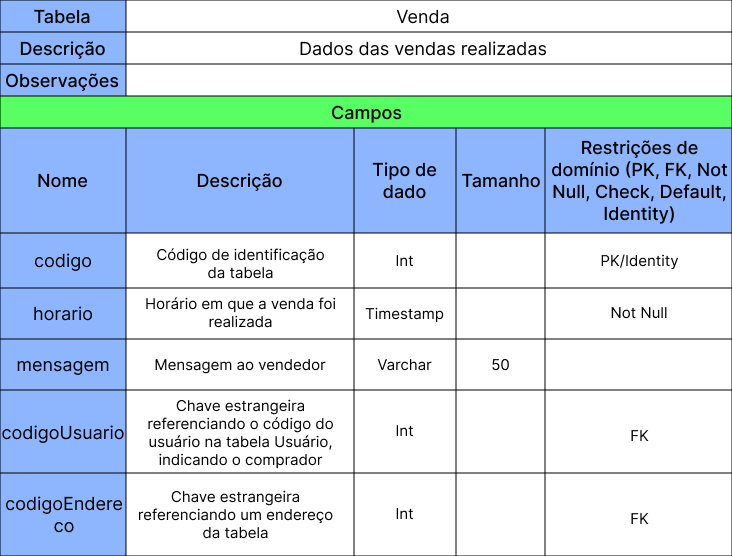 Tabela
Venda
Descrição
Dados das vendas realizadas
Observações
Campos
Nome
Descrição
Tipo de
dado
Tamanho
Restrições de
domínio (PK, FK, Not
Null, Check, Default,
Identity)
codigo
Código de identificação
da tabela
Int
PK/Identity
horario
Horário em que a venda foi
realizada
Timestamp
Not Null
mensagem
Mensagem ao vendedor
Varchar
50
codigoUsuario
Chave estrangeira
referenciando o código do
usuário na tabela Usuário,
indicando o comprador
Int
FK
codigoEndere
co
Chave estrangeira
referenciando um endereço
da tabela
Int
FK